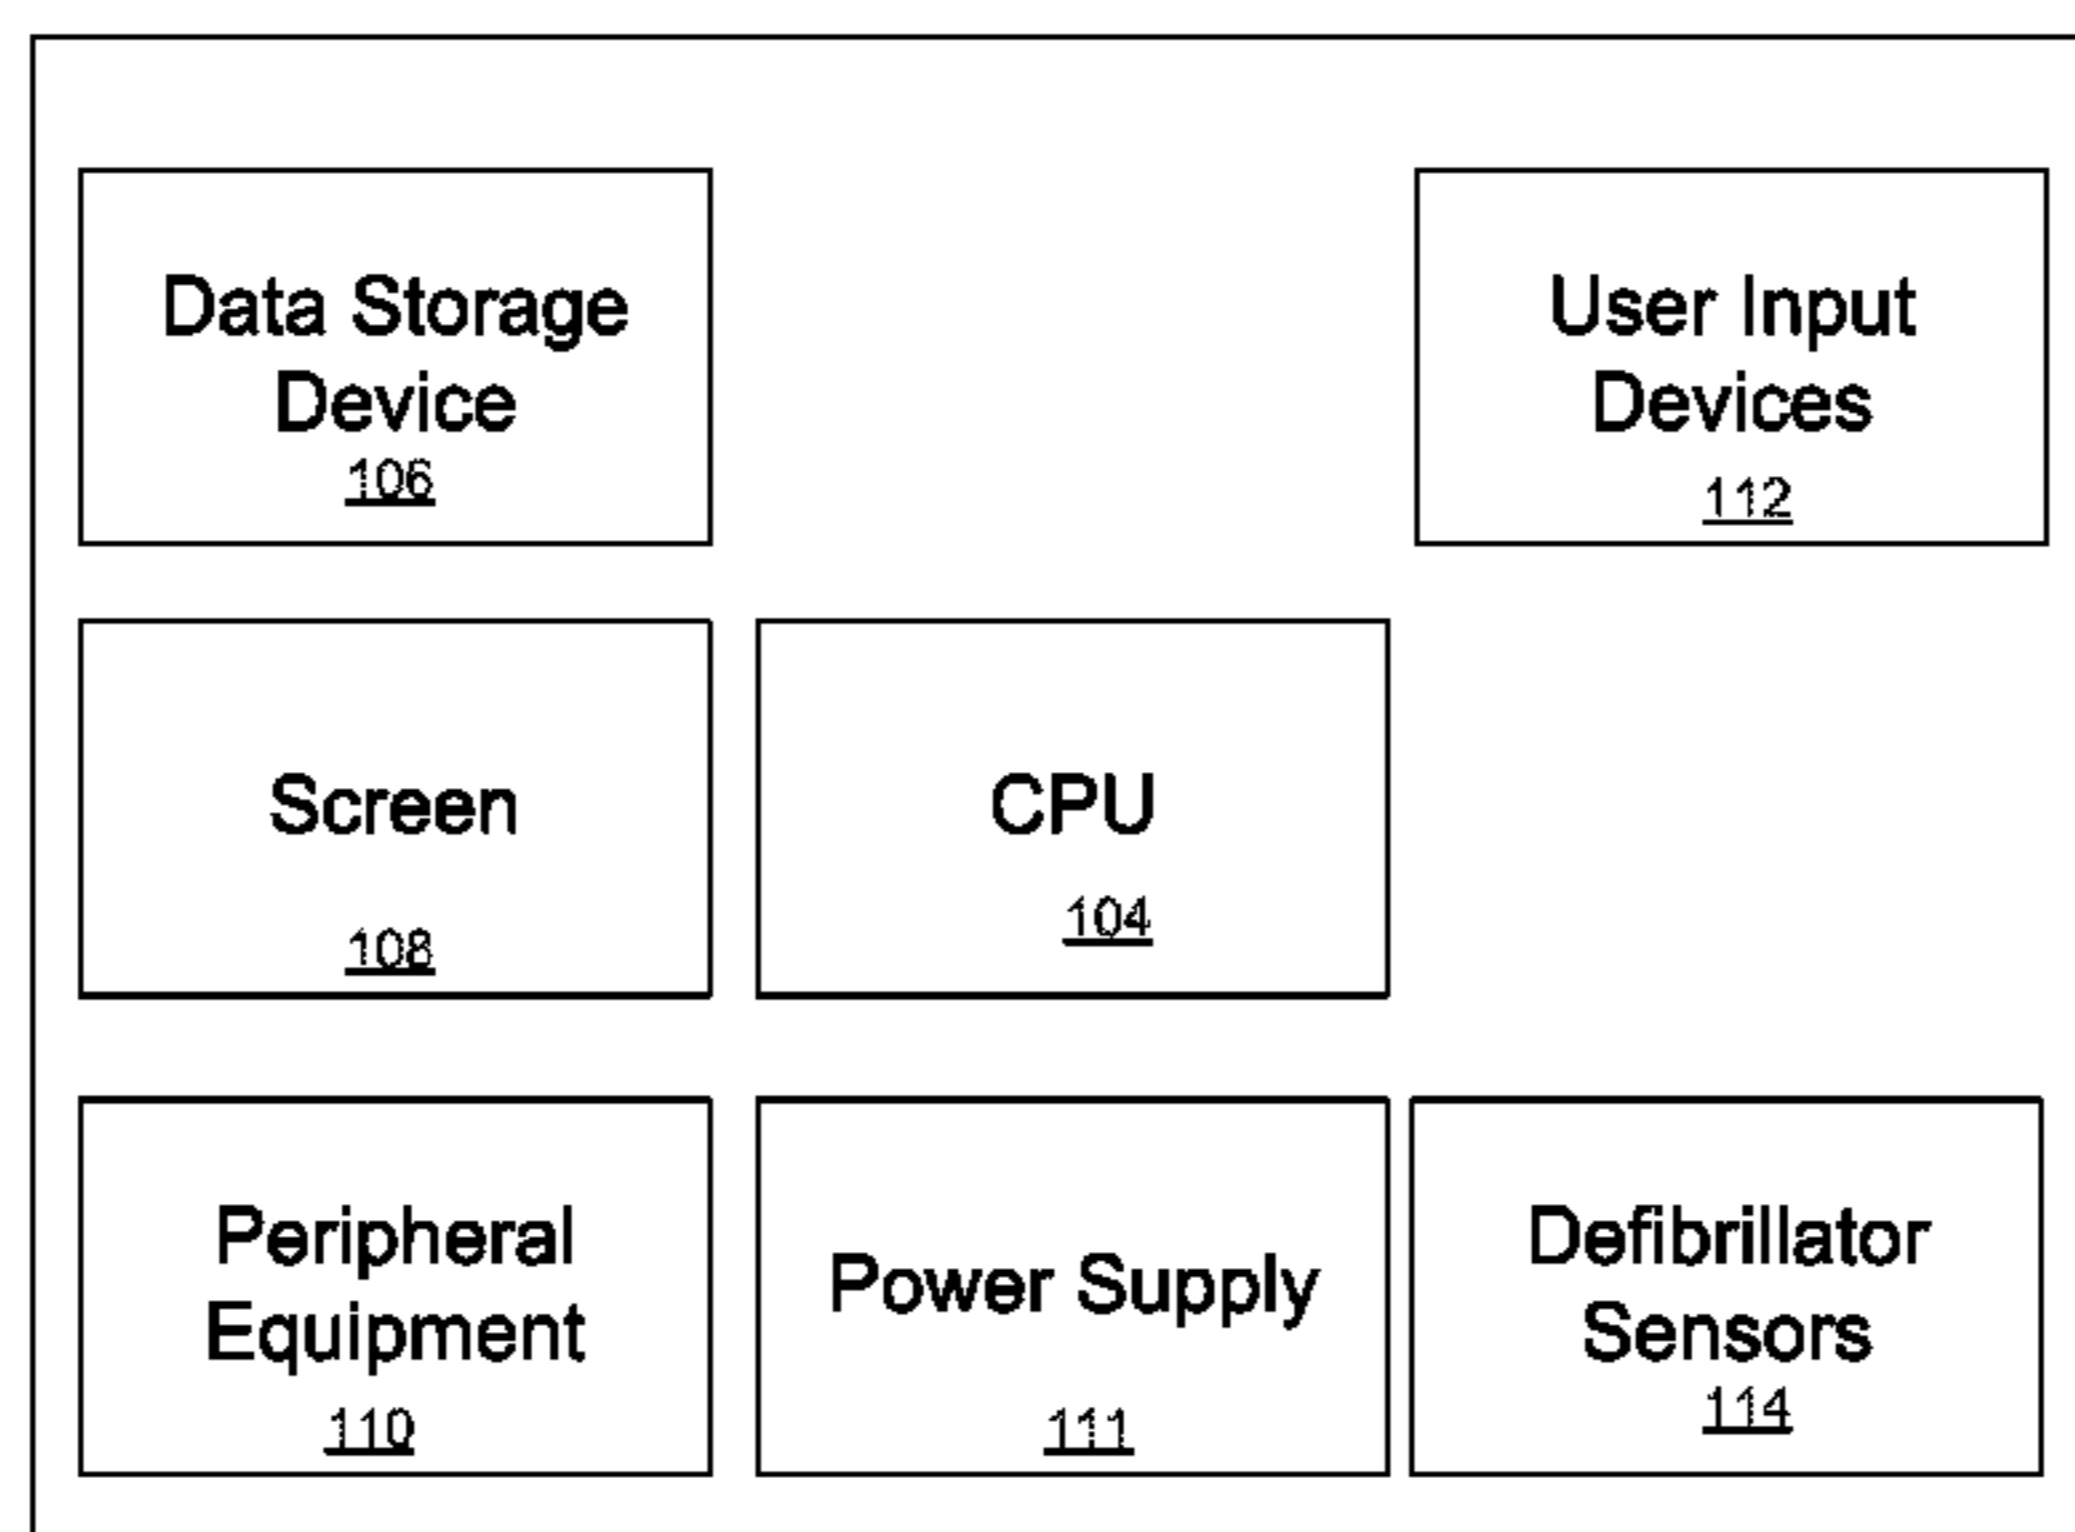 Data Storage
Device
106
User Input
Devices
112
Screen
108
CPU
104
Peripheral
Equipment
110
Power Supply
111
Defibrillator
Sensors
114